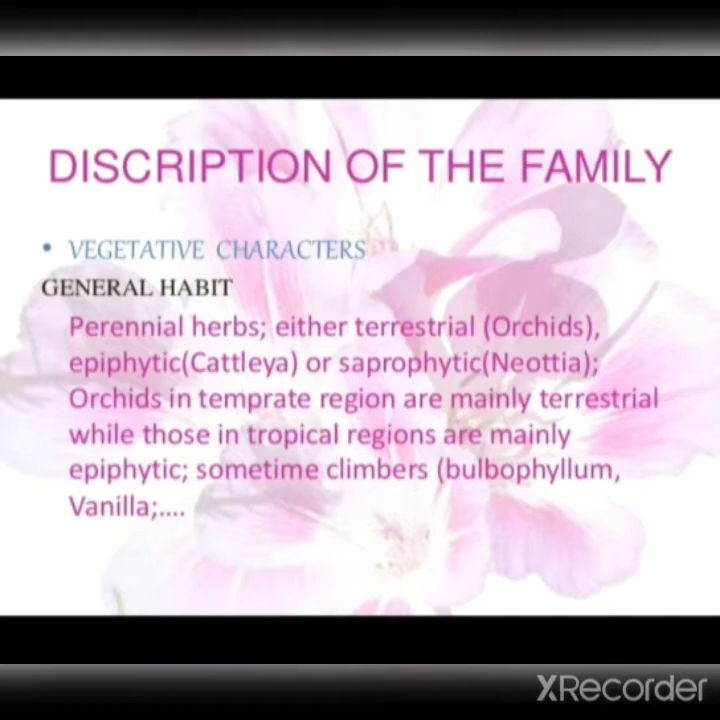 DISCRIPTION OF THE FAMILY
• VEGETATIVE CHARACTERS
GENERAL HABIT
Perennial herbs; either terrestrial (Orchids),
epiphytic(Cattleya) or saprophytic(Neottia);
Orchids in temprate region are mainly terrestrial
while those in tropical regions are mainly
epiphytic; sometime climbers (bulbophyllum,
Vanilla;....
XRecorder